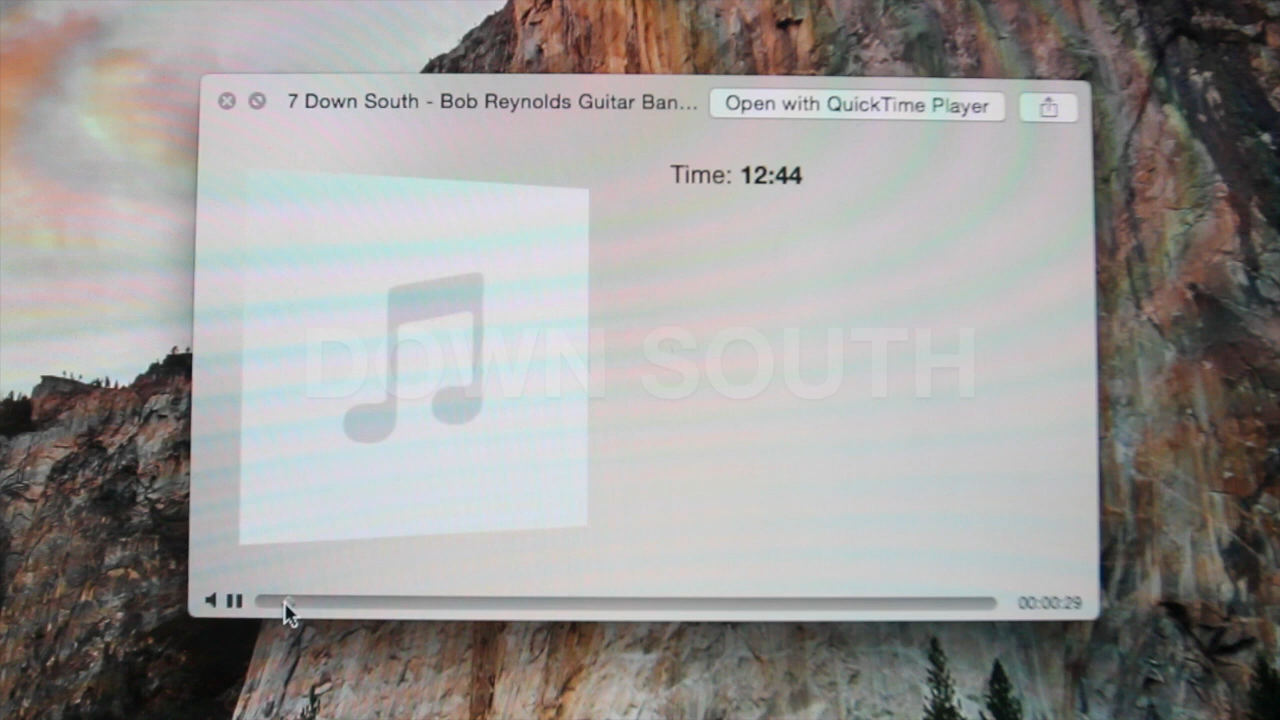 7 Down South - Bob Reynolds Guitar Ban...
Open with QuickTime Player
Time: 12:44
DOWN SOUTH
00:00:29